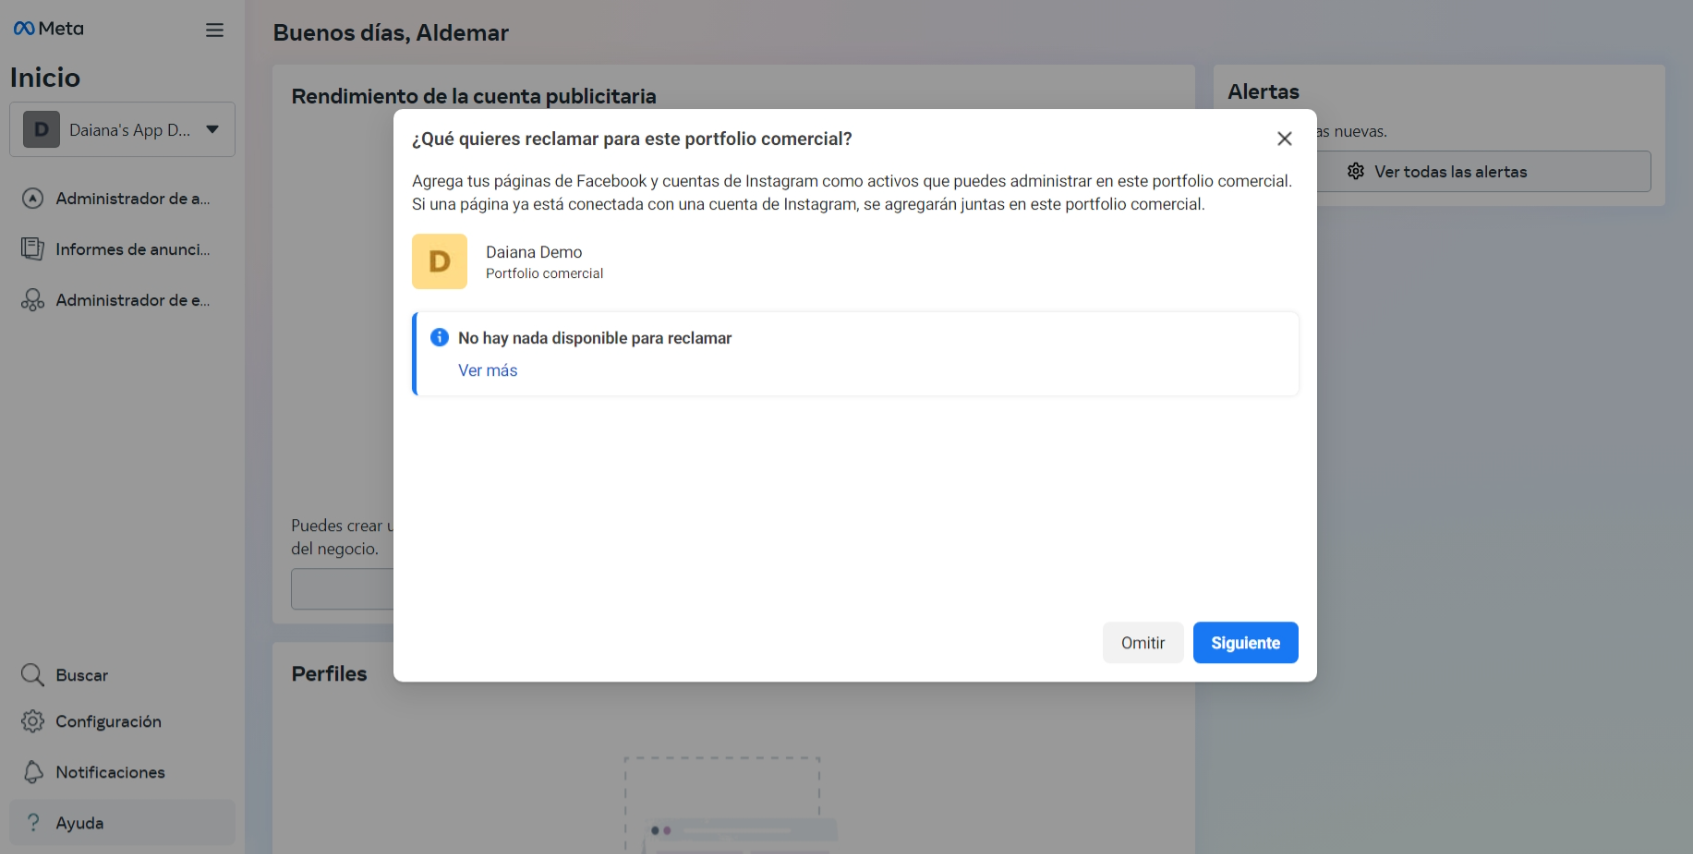 Meta
Inicio
D
Daiana's App D...
Administrador de a...
Informes de anunci...
Administrador de e...
Buscar
Configuración
Notificaciones
? Ayuda
Buenos días, Aldemar
Rendimiento de la cuenta publicitaria
Puedes crear
del negocio.
Perfiles
Alertas
nuevas.
Ver todas las alertas
¿Qué quieres reclamar para este portfolio comercial?
Agrega tus páginas de Facebook y cuentas de Instagram como activos que puedes administrar en este portfolio comercial.
Si una página ya está conectada con una cuenta de Instagram, se agregarán juntas en este portfolio comercial.
D
Daiana Demo
Portfolio comercial
No hay nada disponible para reclamar
Ver más
Omitir
Siguiente